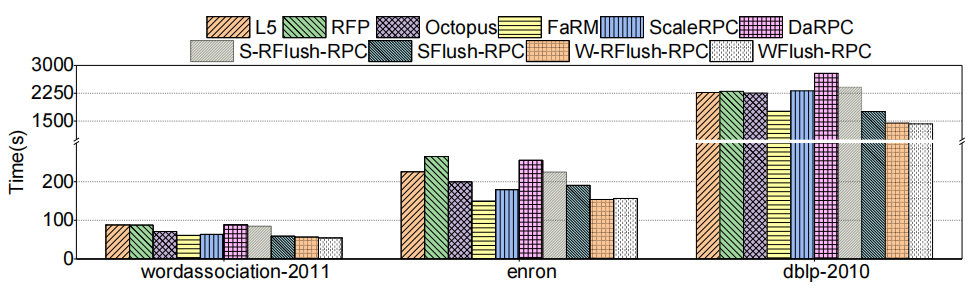 L5 RFP Octopus FaRM ScaleRPC DaRPC
S-RFlush-RPC SFlush-RPC W-RFlush-RPC WFlush-RPC
Time(s)
3000
2250
1500
200
100
0
wordassociation-2011 enron dblp-2010